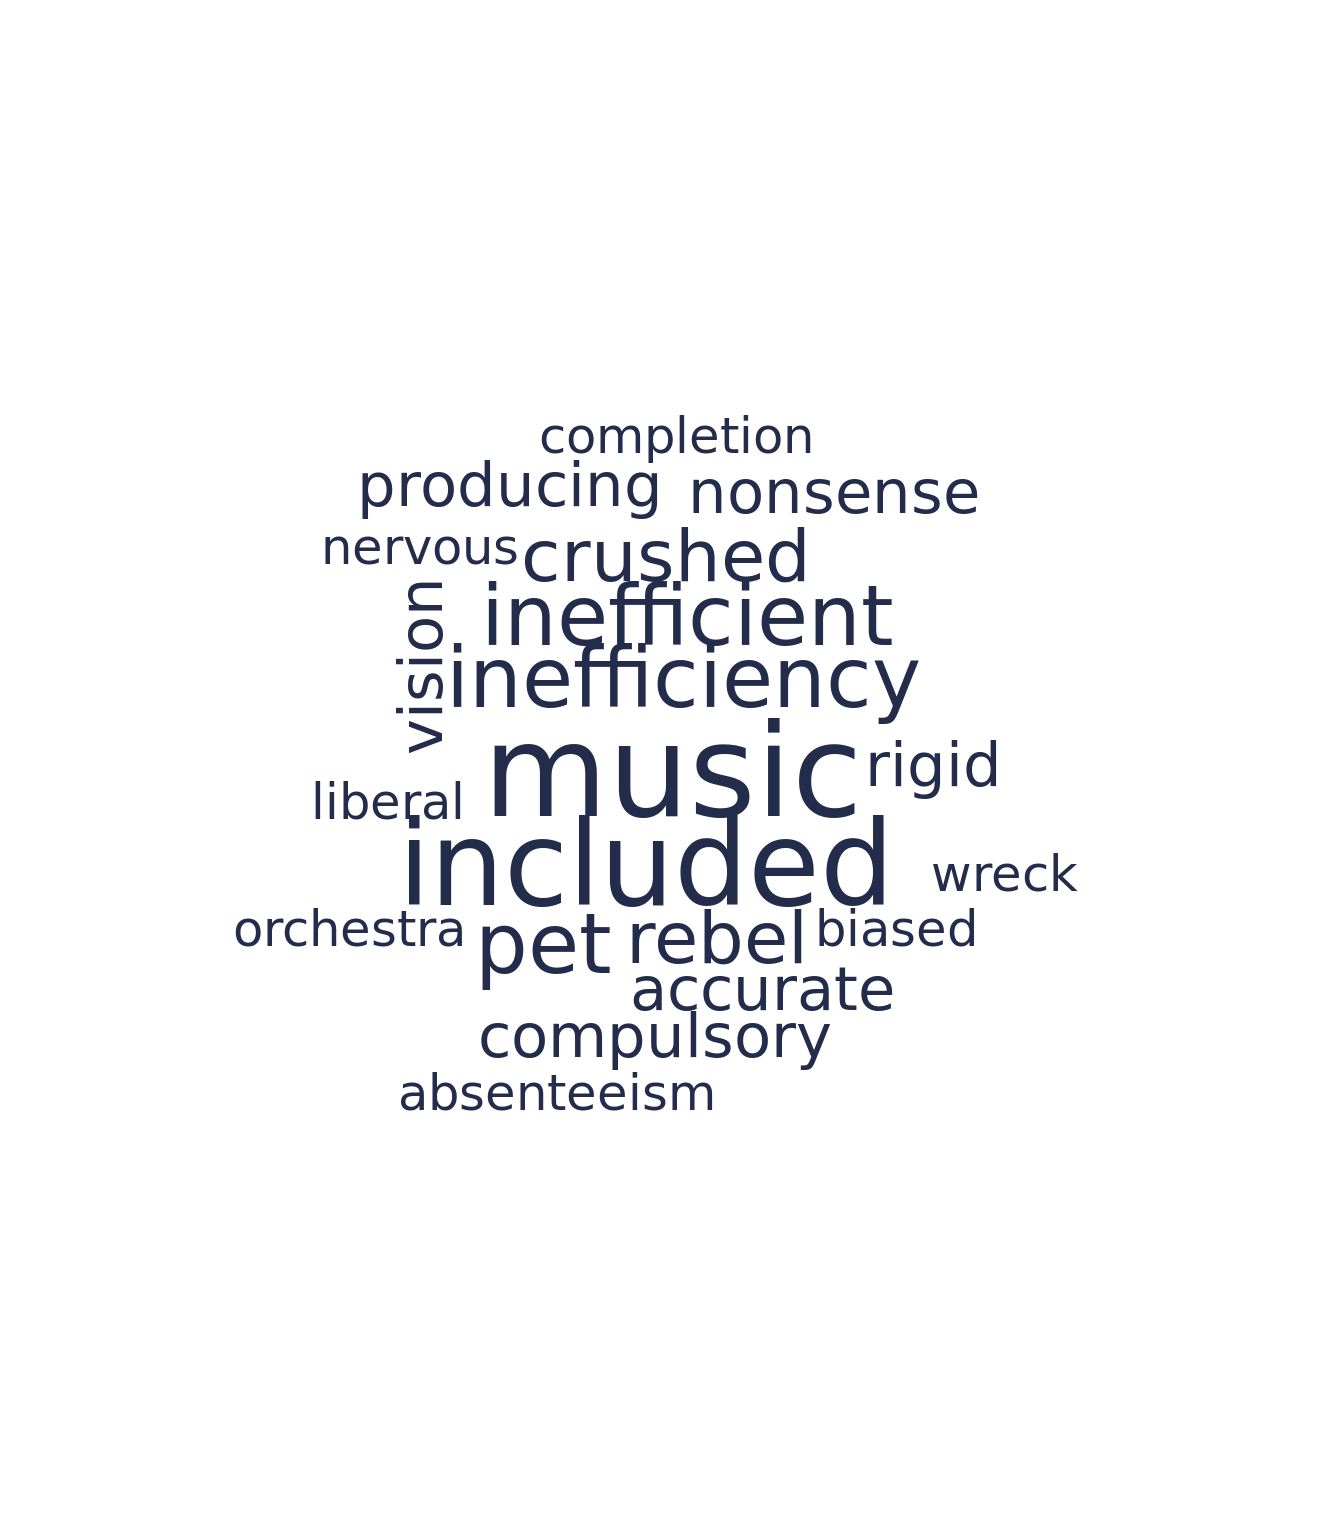 completion
producing nonsense
nervous crushed
inefficient
vision
inefficiency
music rigid
liberal
included
wreck
orchestra pet rebel biased
accurate
compulsory
absenteeism